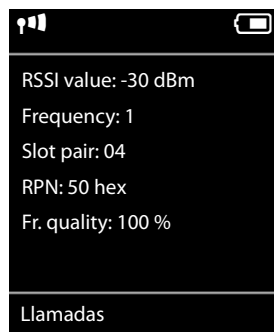 RSSI value: -30 dBm
Frequency: 1
Slot pair: 04
RPN: 50 hex
Fr. quality: 100 %
Llamadas